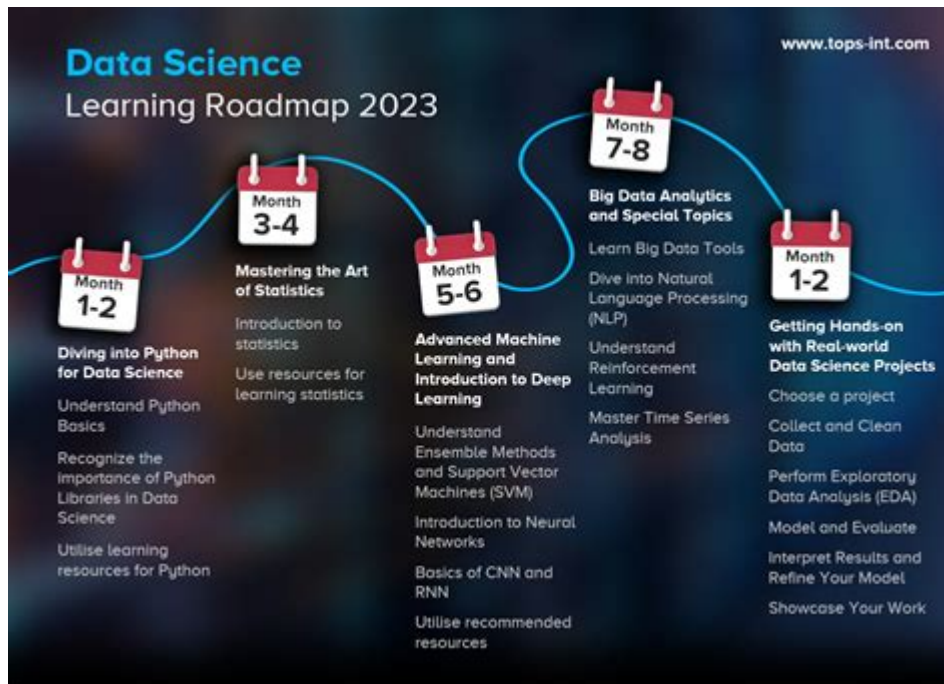 www.tops-int.com
Data Science
Learning Roadmap 2023
Month
1-2
Diving into Python
for Data Science
Understand Python
Basics
Recognize the
importance of Python
Libraries in Data
Science
Utilise learning
resources for Python
Month
3-4
Mastering the Art
of Statistics
Introduction to
statistics
Use resources for
learning statistics
Month
5-6
Advanced Machine
Learning and
Introduction to Deep
Learning
Understand
Ensemble Methods
and Support Vector
Machines (SVM)
Introduction to Neural
Networks
Basics of CNN and
RNN
Utilise recommended
resources
Month
7-8
Big Data Analytics
and Special Topics
Learn Big Data Tools
Dive into Natural
Language Processing
(NLP)
Understand
Reinforcement
Learning
Master Time Series
Analysis
Month
1-2
Getting Hands-on
with Real-world
Data Science Projects
Choose a project
Collect and Clean
Data
Perform Exploratory
Data Analysis (EDA)
Model and Evaluate
Interpret Results and
Refine Your Model
Showcase Your Work